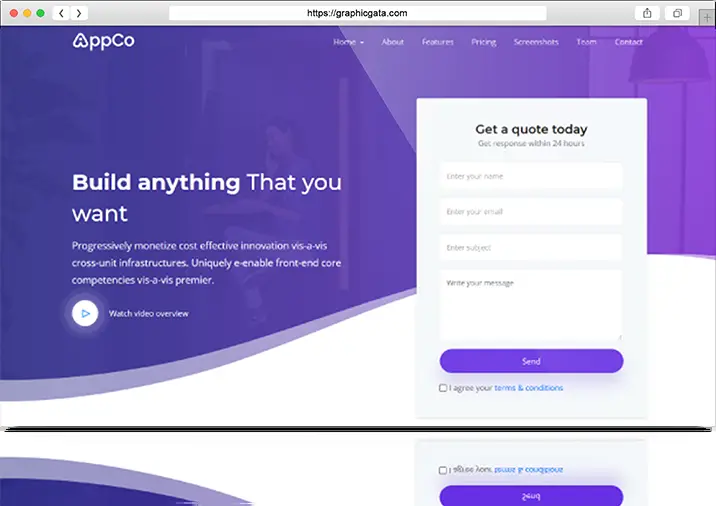 https://graphicgata.com
AppCo
Home About Features Pricing Screenshots Team Contact
Get a quote today
Get response within 24 hours
Enter your name
Enter your email
Enter subject
Write your message
Send
I agree your terms & conditions
Build anything That you
want
Progressively monetize cost effective innovation vis-a-vis
cross-unit infrastructures. Uniquely e-enable front-end core
competencies vis-a-vis premier.
Watch video overview
I agree your terms & conditions
Send